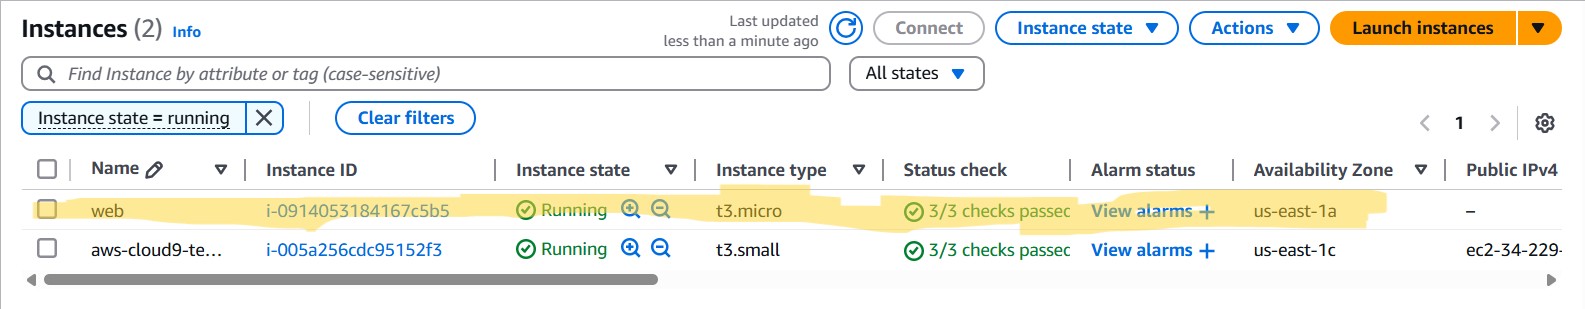 Instances (2) Info
Last updated
less than a minute ago
Connect
Instance state
Actions
Launch instances
Find Instance by attribute or tag (case-sensitive)
All states
Instance state = running
Clear filters
1
Name Instance ID Instance state Instance type Status check Alarm status Availability Zone Public IPv4
web i-0914053184167c5b5 Running t3.micro 3/3 checks passec View alarms + us-east-1a –
aws-cloud9-te... i-005a256cdc95152f3 Running t3.small 3/3 checks passec View alarms + us-east-1c ec2-34-229-